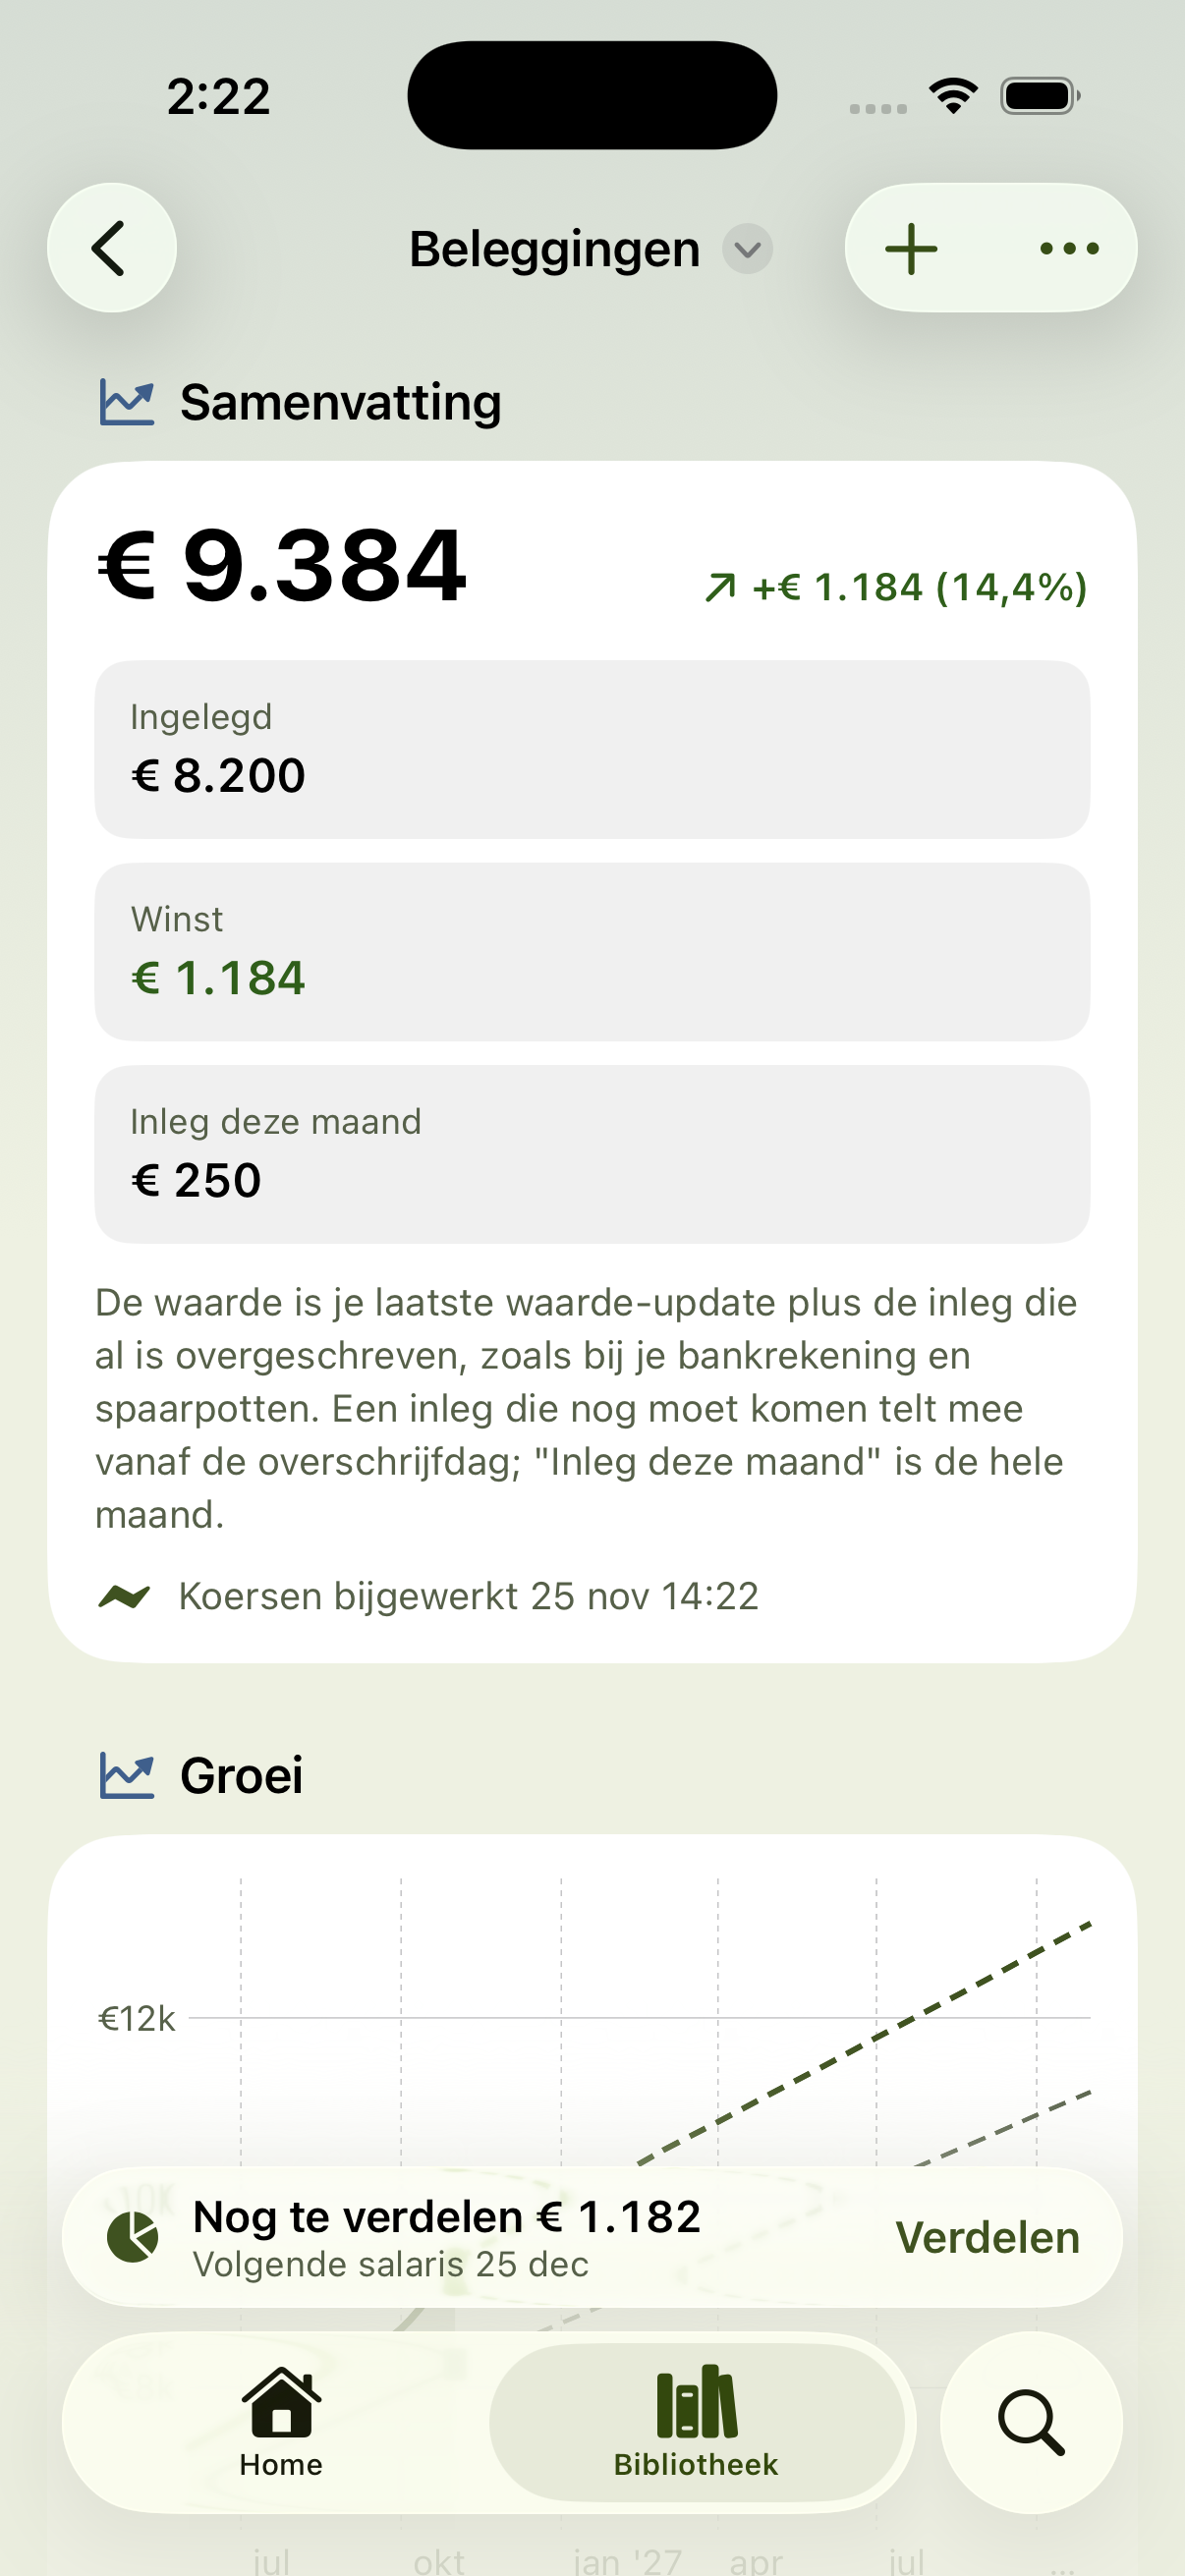 2:22
Beleggingen
Samenvatting
€ 9.384
+€ 1.184 (14,4%)
Ingelegd
€ 8.200
Winst
€ 1.184
Inleg deze maand
€ 250
De waarde is je laatste waarde-update plus de inleg die
al is overgeschreven, zoals bij je bankrekening en
spaarpotten. Een inleg die nog moet komen telt mee
vanaf de overschrijfdag; "Inleg deze maand" is de hele
maand.
Koersen bijgewerkt 25 nov 14:22
Groei
€12k
Nog te verdelen € 1.182
Volgende salaris 25 dec
Verdelen
Home
Bibliotheek
jul
okt
jan '27
apr
jul
...